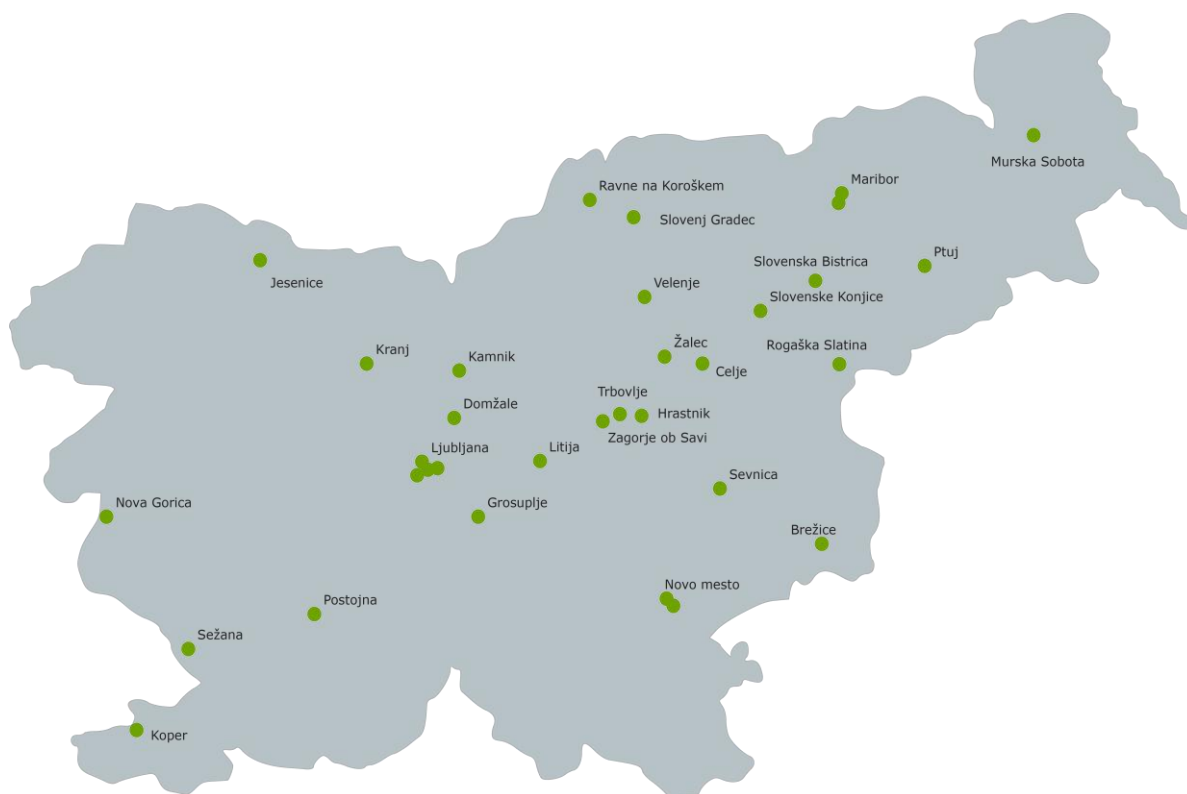 Murska Sobota
Maribor
Ravne na Koroškem
Slovenj Gradec
Ptuj
Slovenska Bistrica
Jesenice
Velenje
Slovenske Konjice
Žalec
Rogaška Slatina
Kranj
Kamnik
Celje
Trbovlje
Domžale
Hrastnik
Zagorje ob Savi
Ljubljana
Litija
Sevnica
Nova Gorica
Grosuplje
Brežice
Novo mesto
Postojna
Sežana
Koper